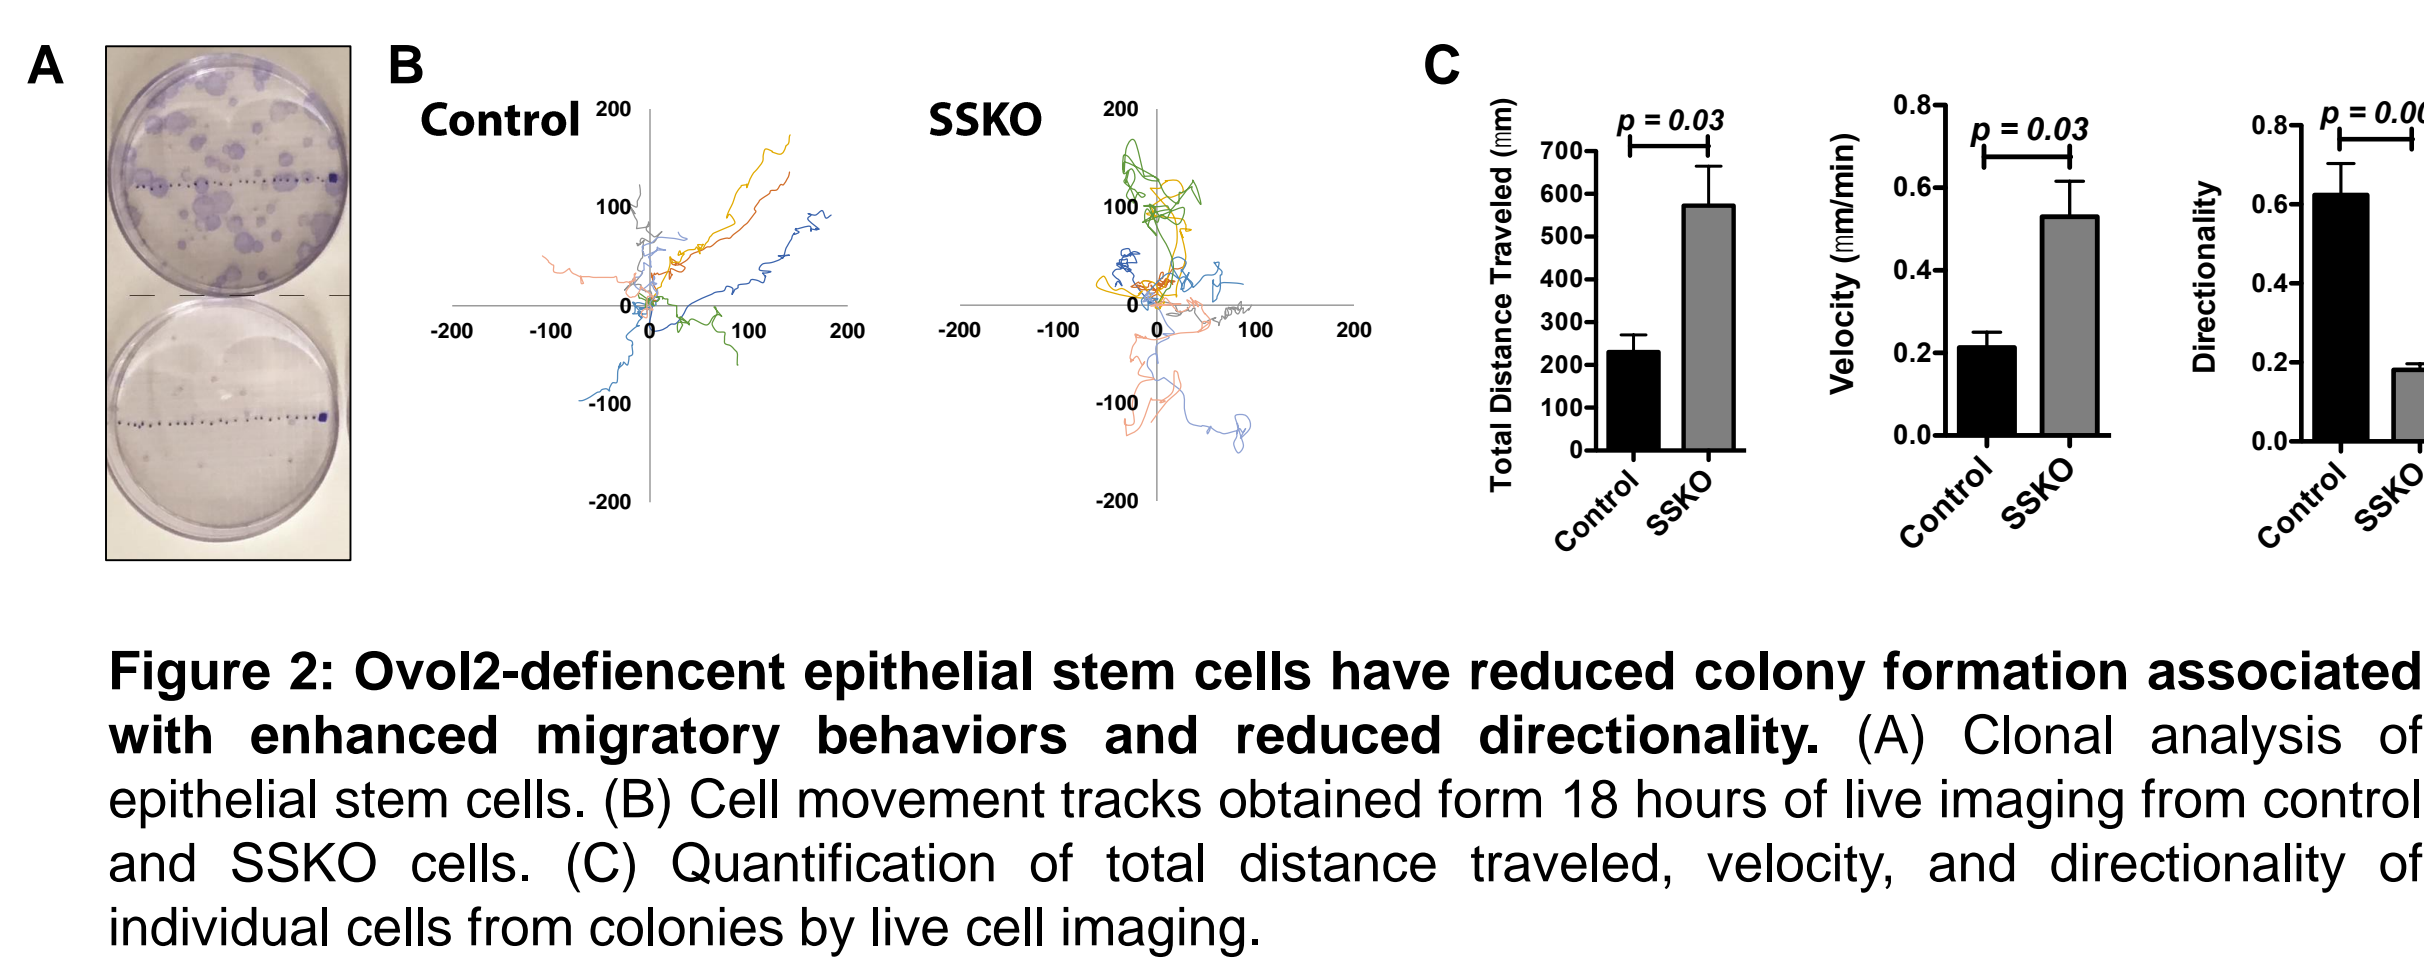 A
B
C
Control
200
100
0
-100
-200
-200 -100 0 100 200
SSKO
200
100
0
-100
-200
-200 -100 0 100 200
Total Distance Traveled (mm)
700
600
500
400
300
200
100
0
p = 0.03
Control
SSKO
Velocity (mm/min)
0.8
0.6
0.4
0.2
0.0
p = 0.03
Control
SSKO
Directionality
0.8
0.6
0.4
0.2
0.0
p = 0.00
Control
SSKO
Figure 2: Ovol2-defiencent epithelial stem cells have reduced colony formation associated
with enhanced migratory behaviors and reduced directionality. (A) Clonal analysis of
epithelial stem cells. (B) Cell movement tracks obtained form 18 hours of live imaging from control
and SSKO cells. (C) Quantification of total distance traveled, velocity, and directionality of
individual cells from colonies by live cell imaging.